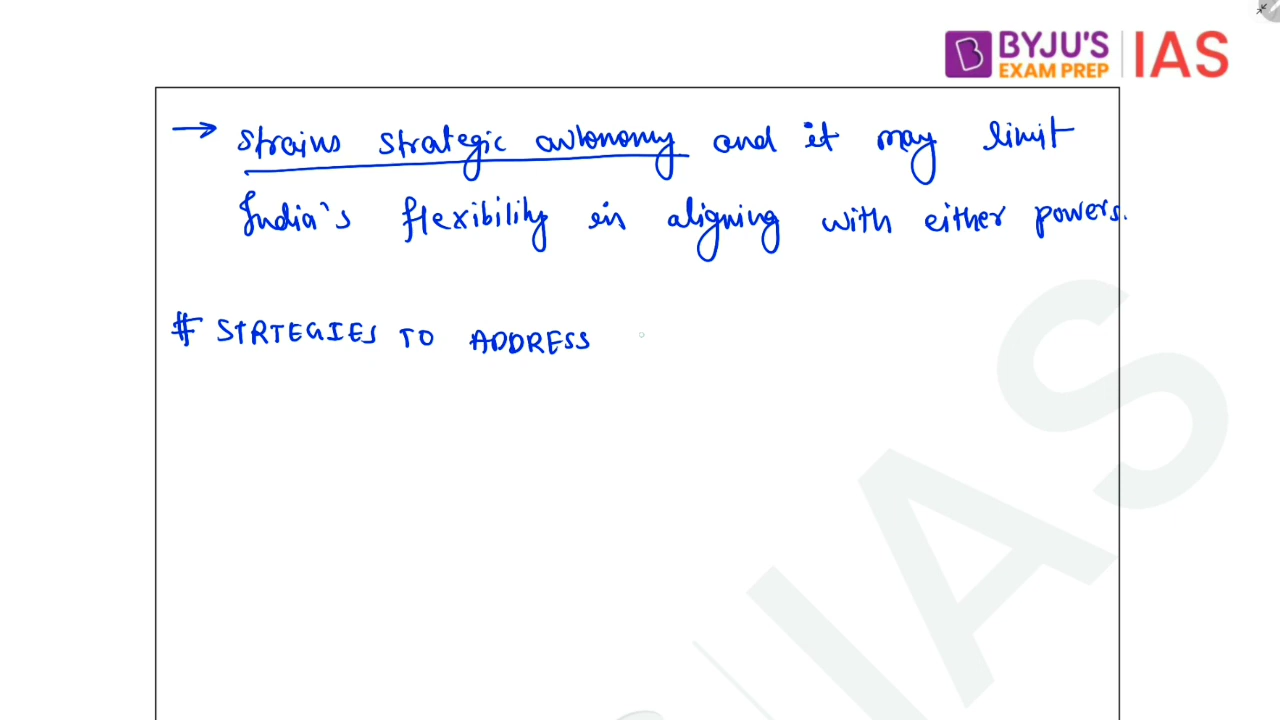 BYJU'S IAS
EXAM PREP
→ strains strategic autonomy and it may limit
India's flexibility in aligning with either powers.
# STRTEGIES TO ADDRESS
IAS